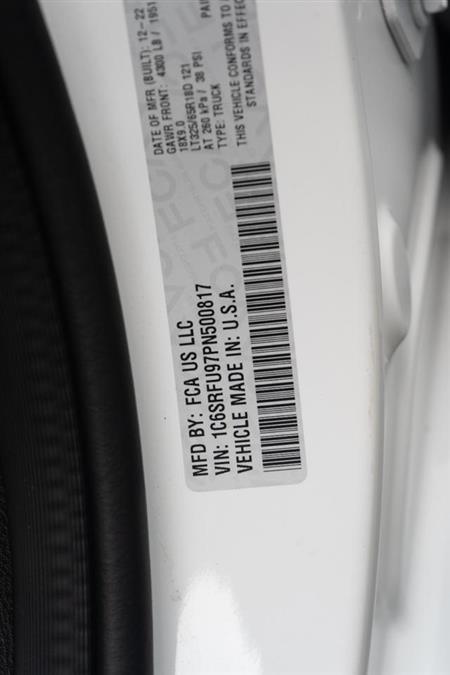 MFD BY: FCA US LLC
VIN: 1C6SRFU97PN500817
VEHICLE MADE IN: U.S.A.
DATE OF MFR (BUILT): 12-22
GAWR FRONT: 4300 LB / 1951
18X9.0
LT325/65R18D 121
AT 260 kPa / 38 PSI
TYPE: TRUCK
THIS VEHICLE CONFORMS TO
STANDARDS IN EFFEC